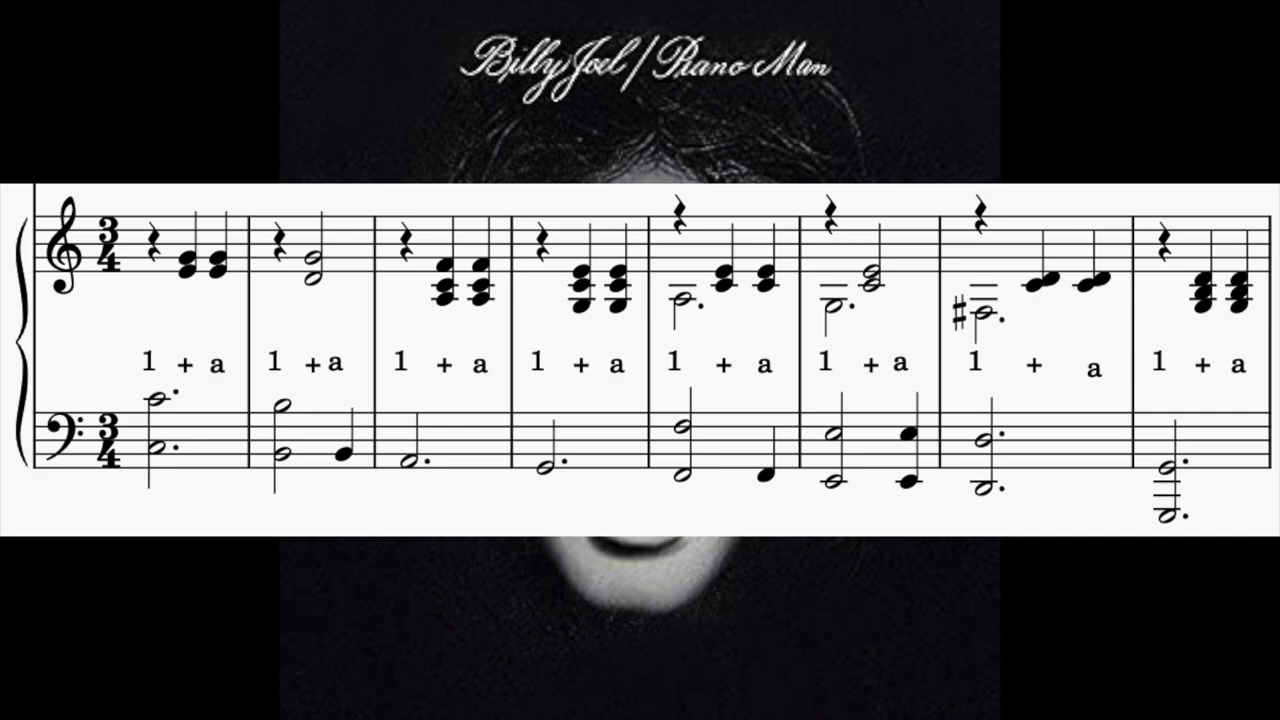 Billy Joel / Piano Man
3 4
1 + a 1 + a 1 + a 1 + a 1 + a 1 + a 1 + a 1 + a
3 4